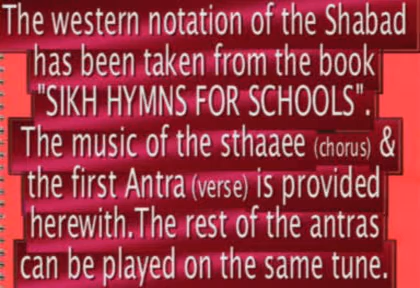 The western notation of the Shabad
has been taken from the book
"SIKH HYMNS FOR SCHOOLS".
The music of the sthaaee (chorus) &
the first Antra (verse) is provided
herewith.The rest of the antras
can be played on the same tune.